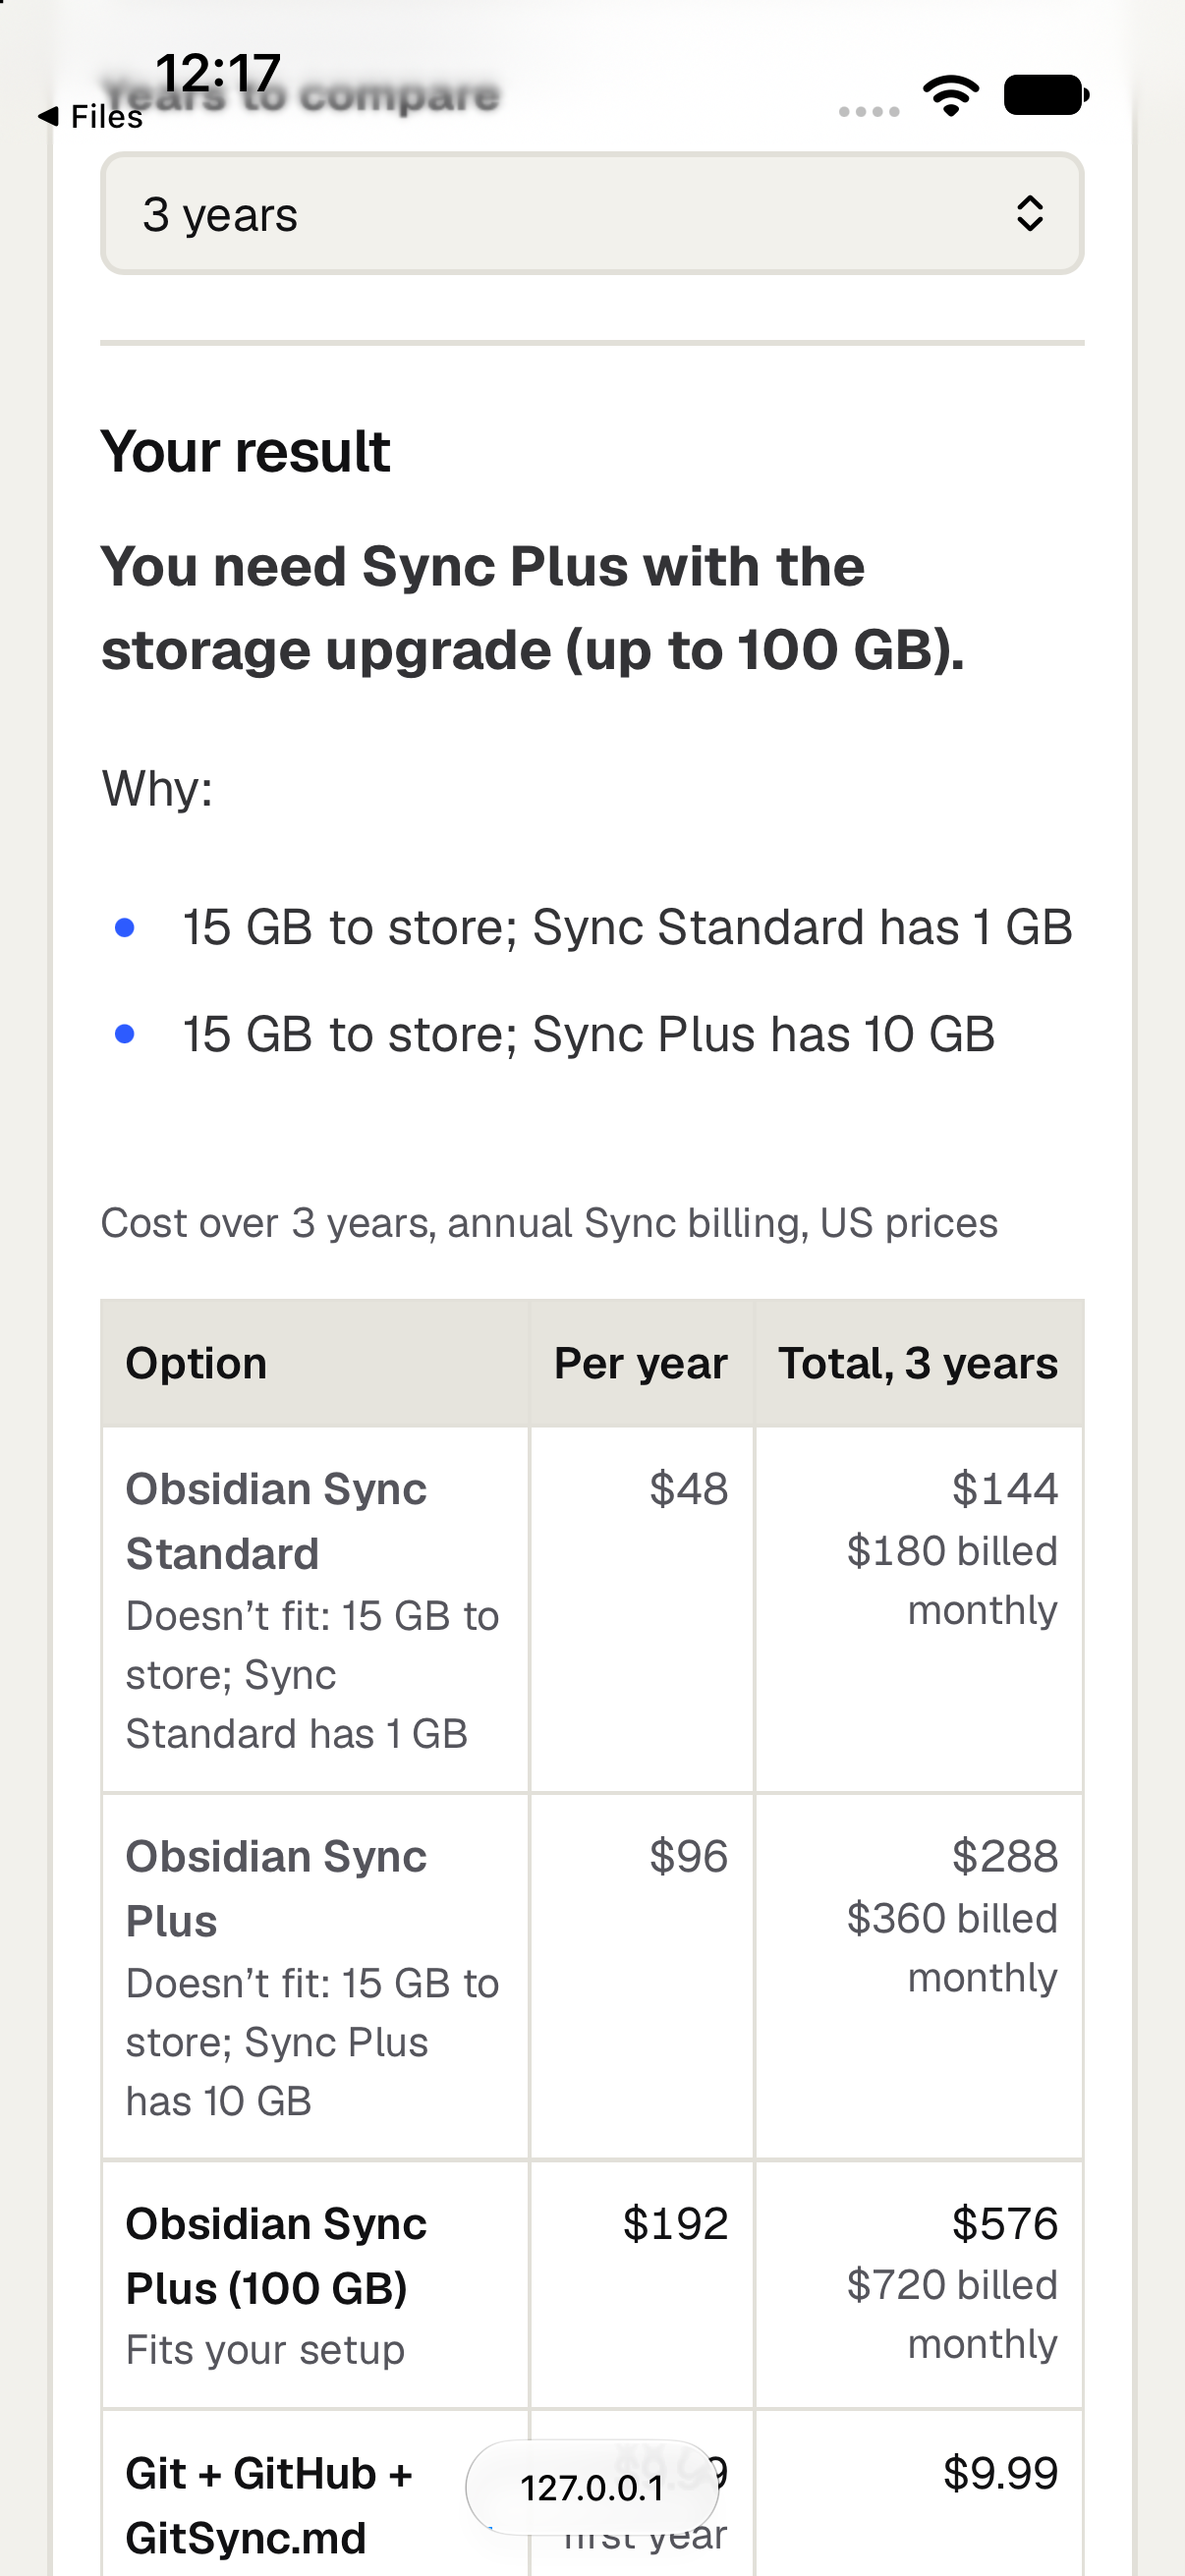 12:17
Years to compare
Files
3 years
Your result
You need Sync Plus with the
storage upgrade (up to 100 GB).
Why:
15 GB to store; Sync Standard has 1 GB
15 GB to store; Sync Plus has 10 GB
Cost over 3 years, annual Sync billing, US prices
Option Per year Total, 3 years
Obsidian Sync $48 $144
Standard $180 billed
Doesn’t fit: 15 GB to monthly
store; Sync
Standard has 1 GB
Obsidian Sync $96 $288
Plus $360 billed
Doesn’t fit: 15 GB to monthly
store; Sync Plus
has 10 GB
Obsidian Sync $192 $576
Plus (100 GB) $720 billed
Fits your setup monthly
Git + GitHub + $9.99
GitSync.md first year
127.0.0.1